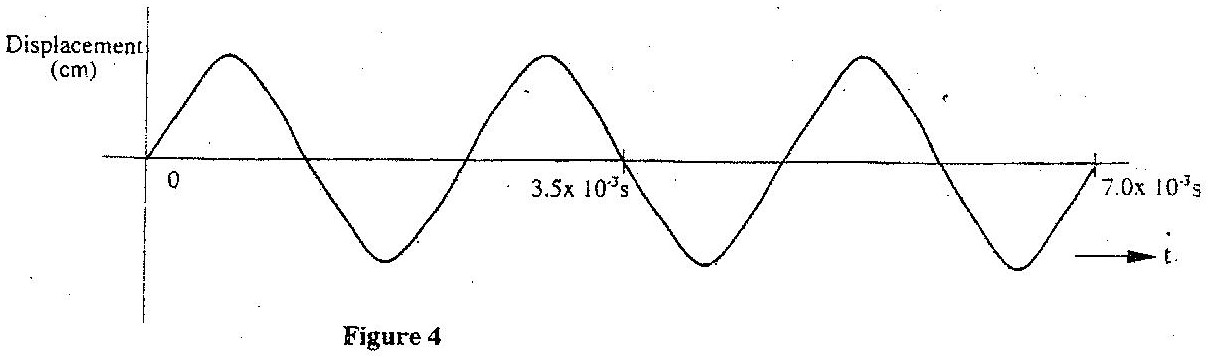 Displacement
(cm)
0
3.5x 10⁻³s
7.0x 10⁻³s
t
Figure 4